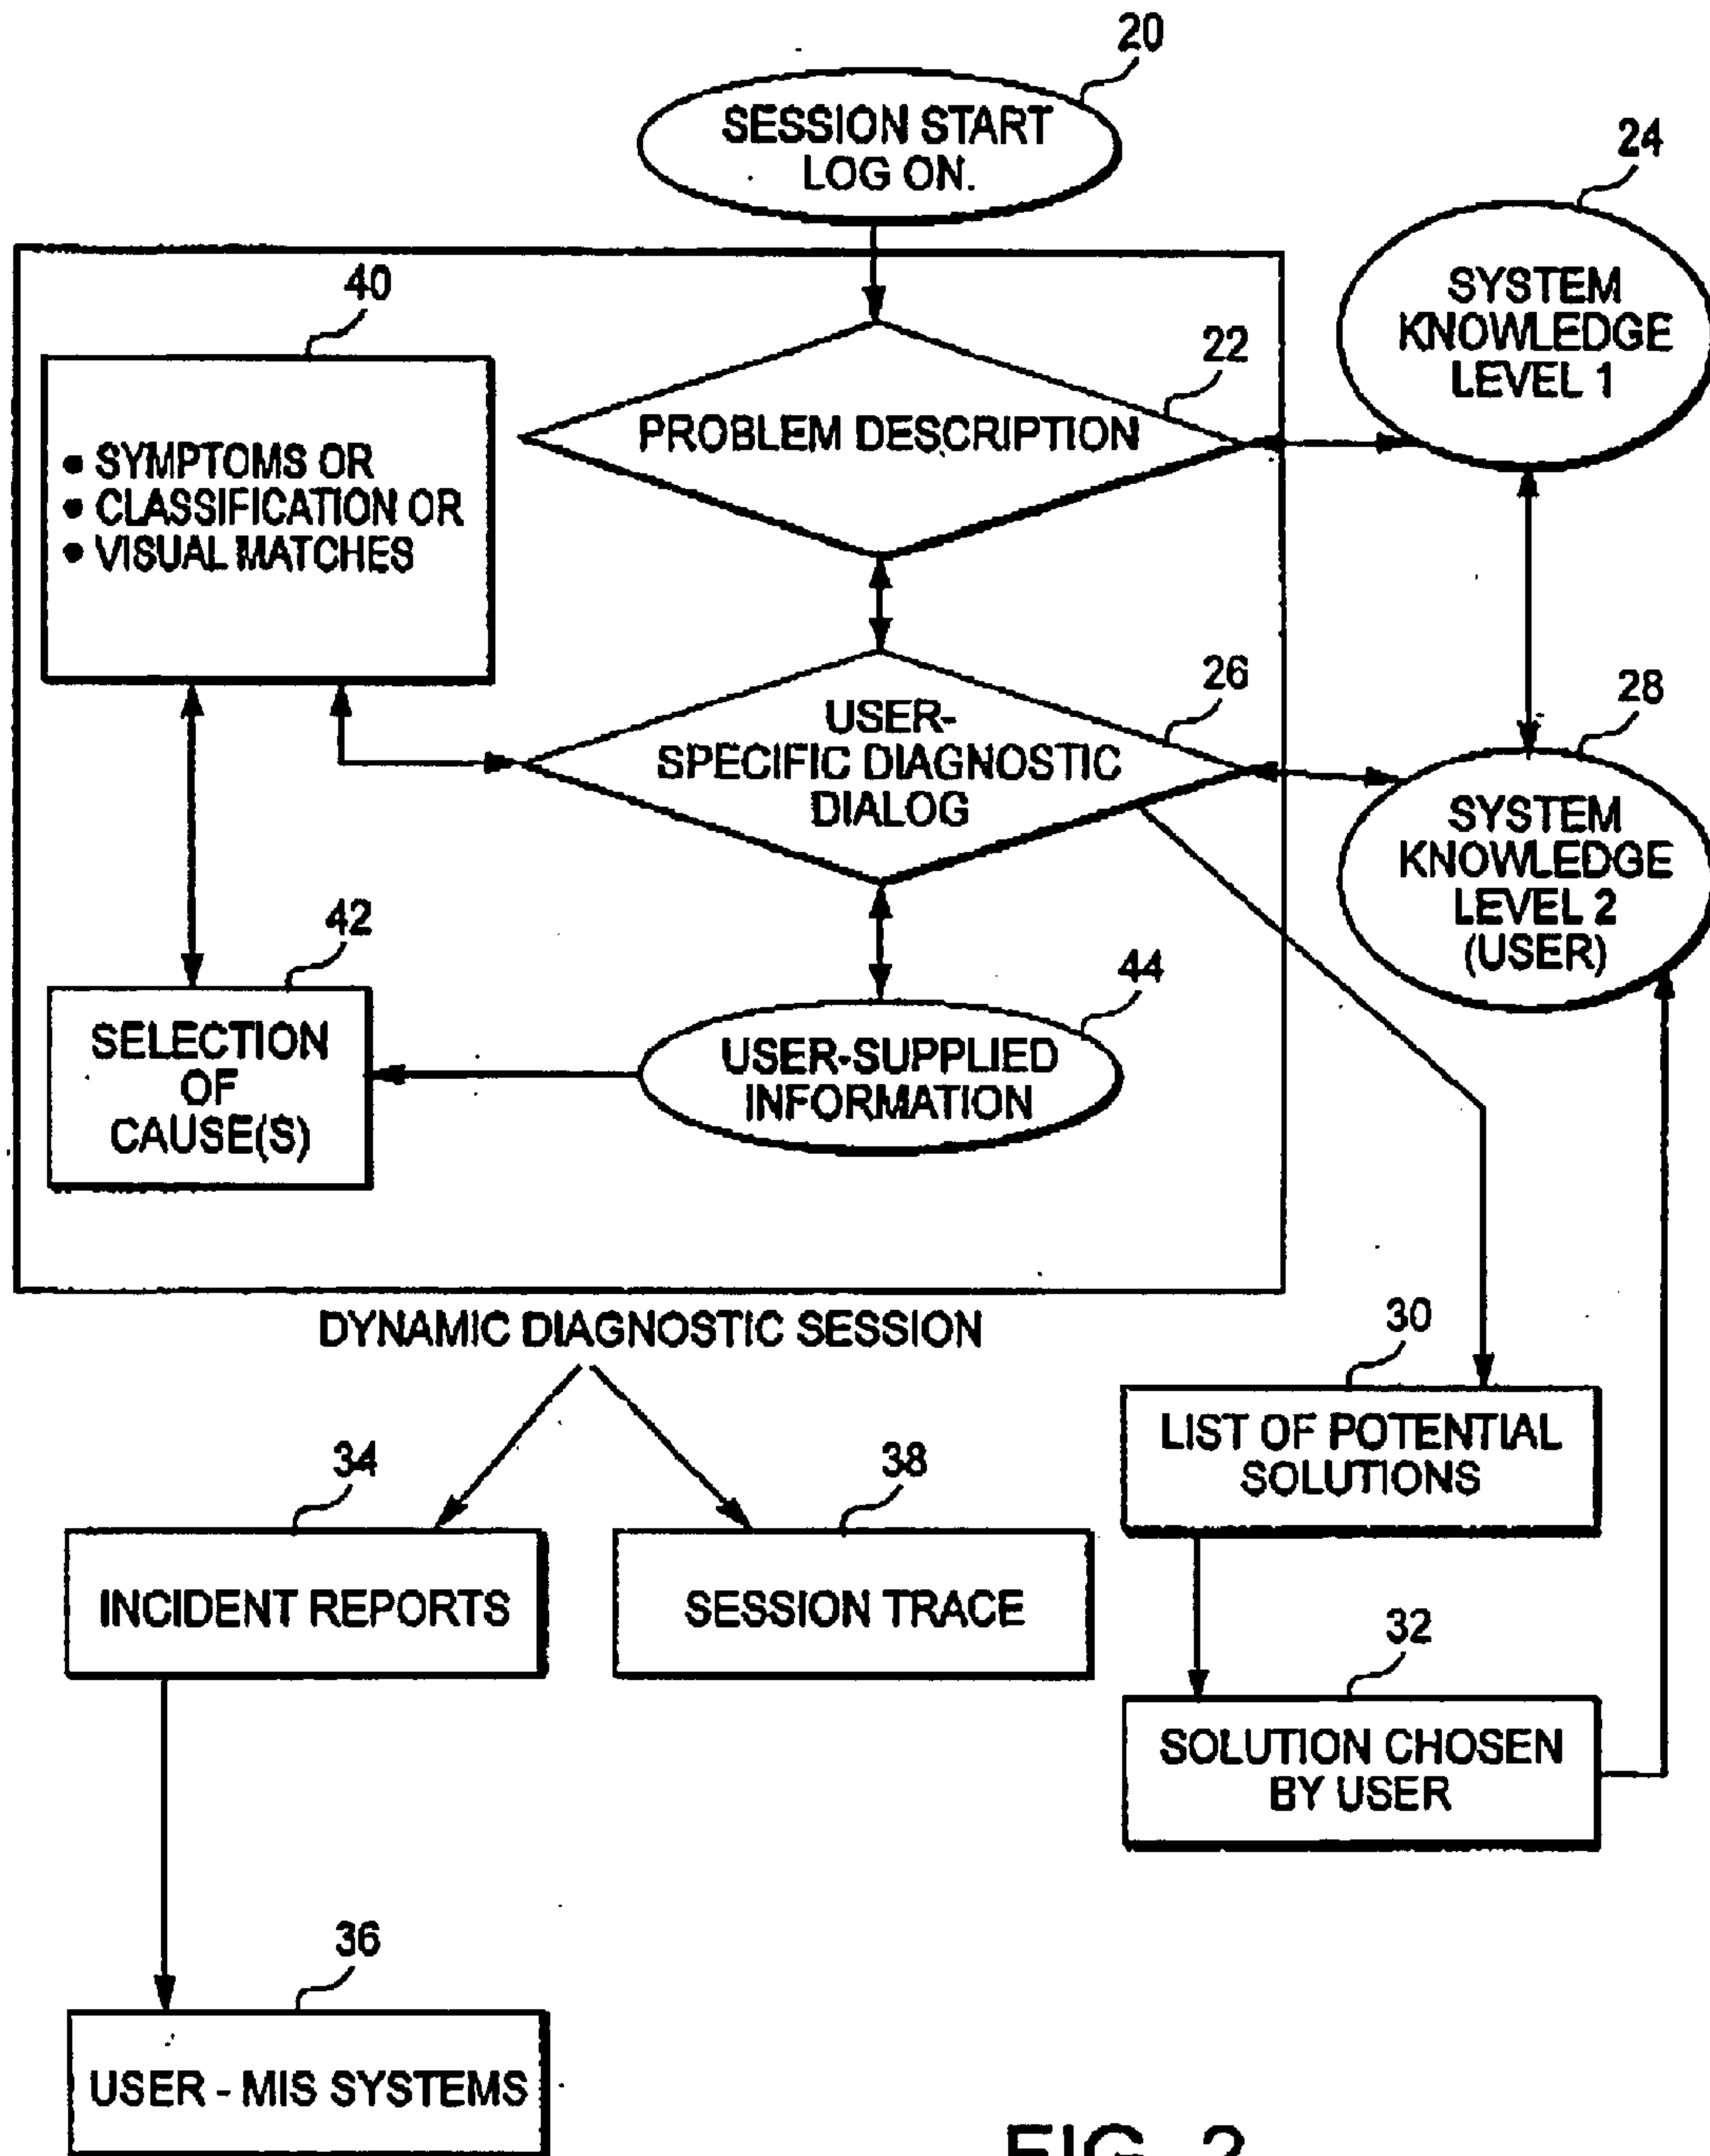 20
SESSION START
LOG ON.
24
SYSTEM
KNOWLEDGE
LEVEL 1
40
• SYMPTOMS OR
• CLASSIFICATION OR
• VISUAL MATCHES
22
PROBLEM DESCRIPTION
26
USER-
SPECIFIC DIAGNOSTIC
DIALOG
28
SYSTEM
KNOWLEDGE
LEVEL 2
(USER)
42
SELECTION
OF
CAUSE(S)
44
USER-SUPPLIED
INFORMATION
DYNAMIC DIAGNOSTIC SESSION
30
LIST OF POTENTIAL
SOLUTIONS
34
INCIDENT REPORTS
38
SESSION TRACE
32
SOLUTION CHOSEN
BY USER
36
USER - MIS SYSTEMS
FIG. 2